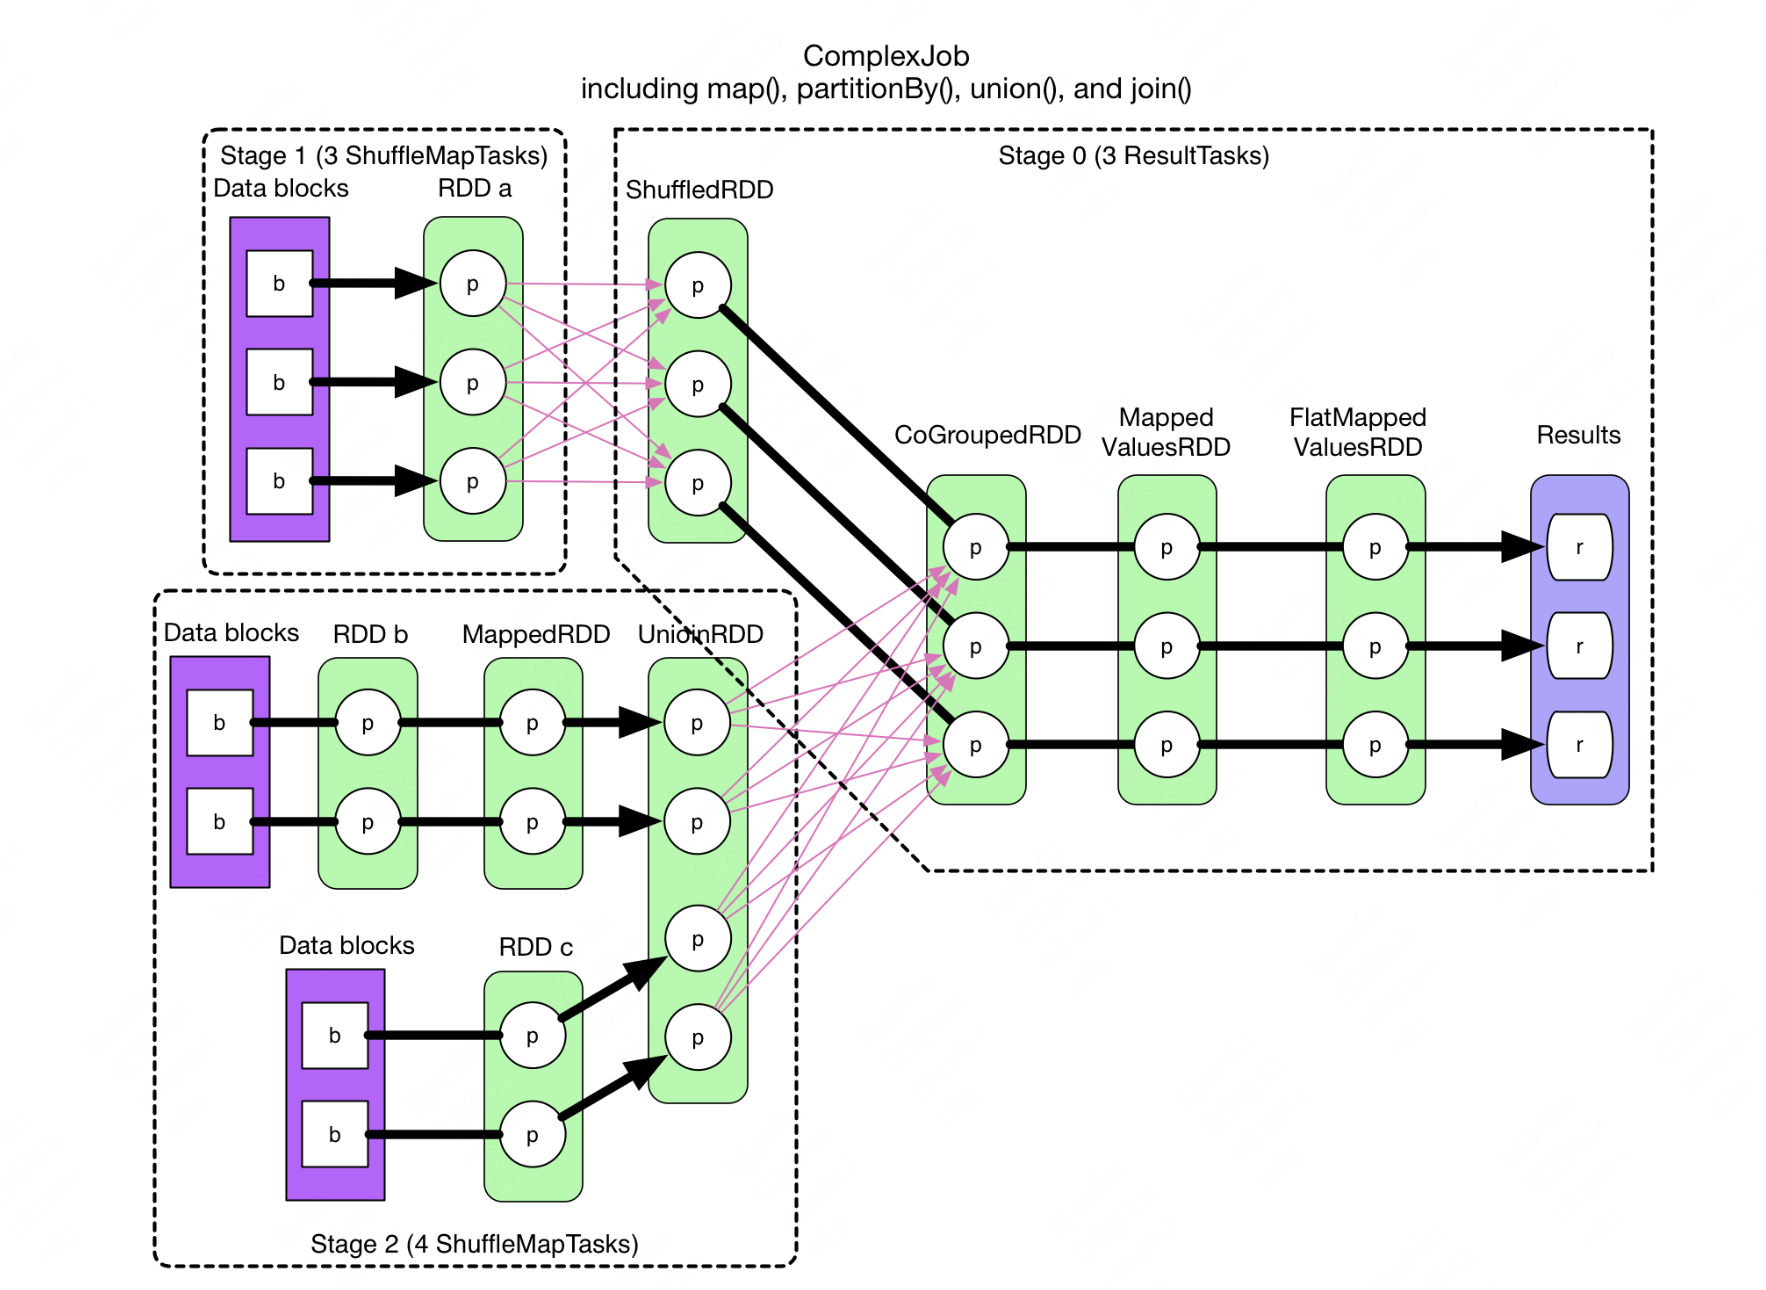 ComplexJob
including map(), partitionBy(), union(), and join()
Stage 1 (3 ShuffleMapTasks)
Data blocks
RDD a
b
p
b
p
b
p
Stage 0 (3 ResultTasks)
ShuffledRDD
p
p
p
CoGroupedRDD
Mapped
ValuesRDD
FlatMapped
ValuesRDD
Results
p
p
p
r
p
p
p
r
p
p
p
r
Data blocks
RDD b
MappedRDD
UnioinRDD
b
p
p
p
b
p
p
p
Data blocks
RDD c
p
b
p
p
b
p
Stage 2 (4 ShuffleMapTasks)